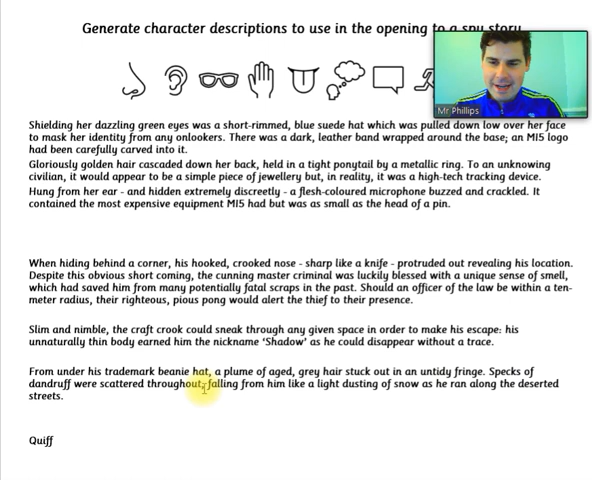 Generate character descriptions to use in the opening to a spy story
Mr Phillips
Shielding her dazzling green eyes was a short-rimmed, blue suede hat which was pulled down low over her face
to mask her identity from any onlookers. There was a dark, leather band wrapped around the base; an MI5 logo
had been carefully carved into it.
Gloriously golden hair cascaded down her back, held in a tight ponytail by a metallic ring. To an unknowing
civilian, it would appear to be a simple piece of jewellery but, in reality, it was a high-tech tracking device.
Hung from her ear - and hidden extremely discreetly - a flesh-coloured microphone buzzed and crackled. It
contained the most expensive equipment MI5 had but was as small as the head of a pin.
When hiding behind a corner, his hooked, crooked nose - sharp like a knife - protruded out revealing his location.
Despite this obvious short coming, the cunning master criminal was luckily blessed with a unique sense of smell,
which had saved him from many potentially fatal scraps in the past. Should an officer of the law be within a ten-
meter radius, their righteous, pious pong would alert the thief to their presence.
Slim and nimble, the craft crook could sneak through any given space in order to make his escape: his
unnaturally thin body earned him the nickname ‘Shadow’ as he could disappear without a trace.
From under his trademark beanie hat, a plume of aged, grey hair stuck out in an untidy fringe. Specks of
dandruff were scattered throughout, falling from him like a light dusting of snow as he ran along the deserted
streets.
Quiff